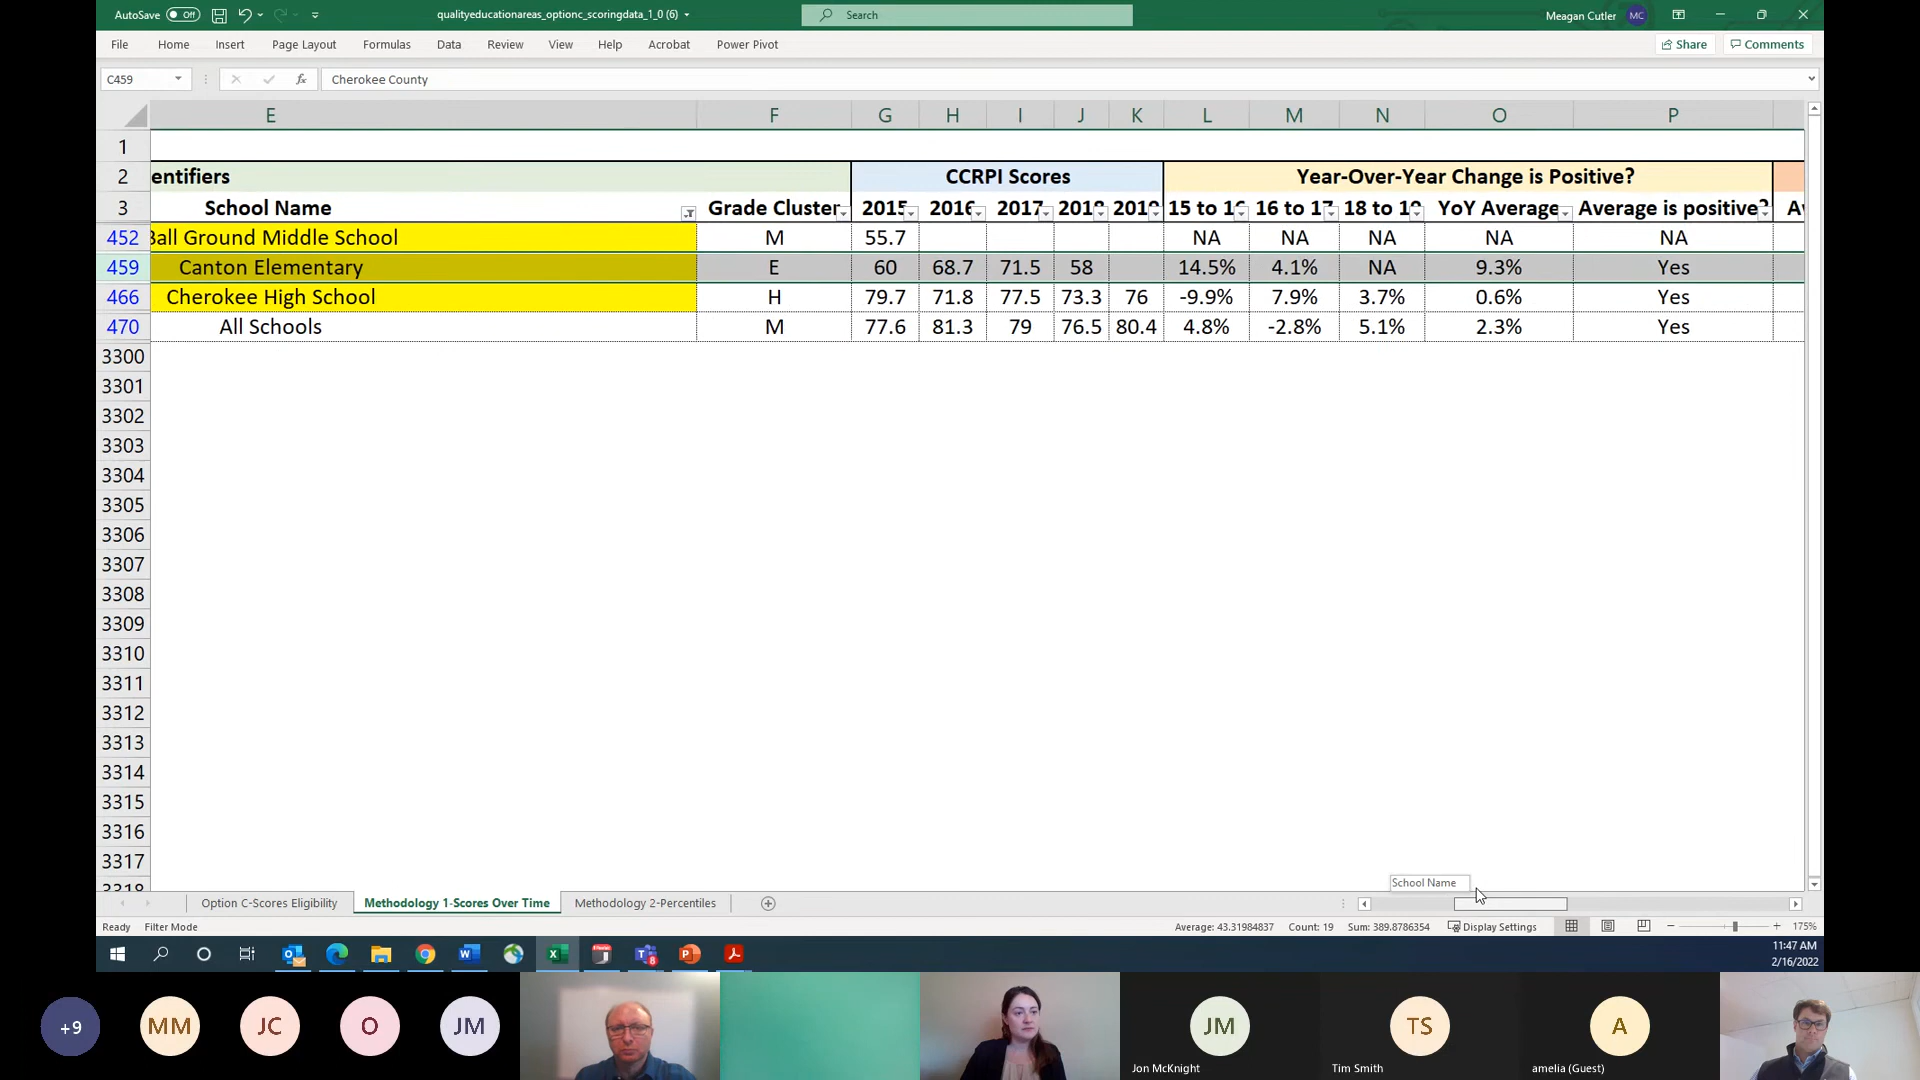 AutoSave Off qualityeducationareas_optionc_scoringdata_1_0 (6) Search Meagan Cutler MC
File Home Insert Page Layout Formulas Data Review View Help Acrobat Power Pivot Share Comments
C459 fx Cherokee County
E F G H I J K L M N O P
1
2 entifiers CCRPI Scores Year-Over-Year Change is Positive?
3 School Name Grade Cluster 2015 2016 2017 2018 2019 15 to 16 16 to 17 18 to 19 YoY Average Average is positive?
452 Ball Ground Middle School M 55.7 NA NA NA NA NA
459 Canton Elementary E 60 68.7 71.5 58 14.5% 4.1% NA 9.3% Yes
466 Cherokee High School H 79.7 71.8 77.5 73.3 76 -9.9% 7.9% 3.7% 0.6% Yes
470 All Schools M 77.6 81.3 79 76.5 80.4 4.8% -2.8% 5.1% 2.3% Yes
3300
3301
3302
3303
3304
3305
3306
3307
3308
3309
3310
3311
3312
3313
3314
3315
3316
3317
3318
School Name
Option C-Scores Eligibility Methodology 1-Scores Over Time Methodology 2-Percentiles
Ready Filter Mode Average: 43.31984837 Count: 19 Sum: 389.8786354 Display Settings 175%
11:47 AM
2/16/2022
+9 MM JC O JM JM TS A
Jon McKnight Tim Smith amelia (Guest)